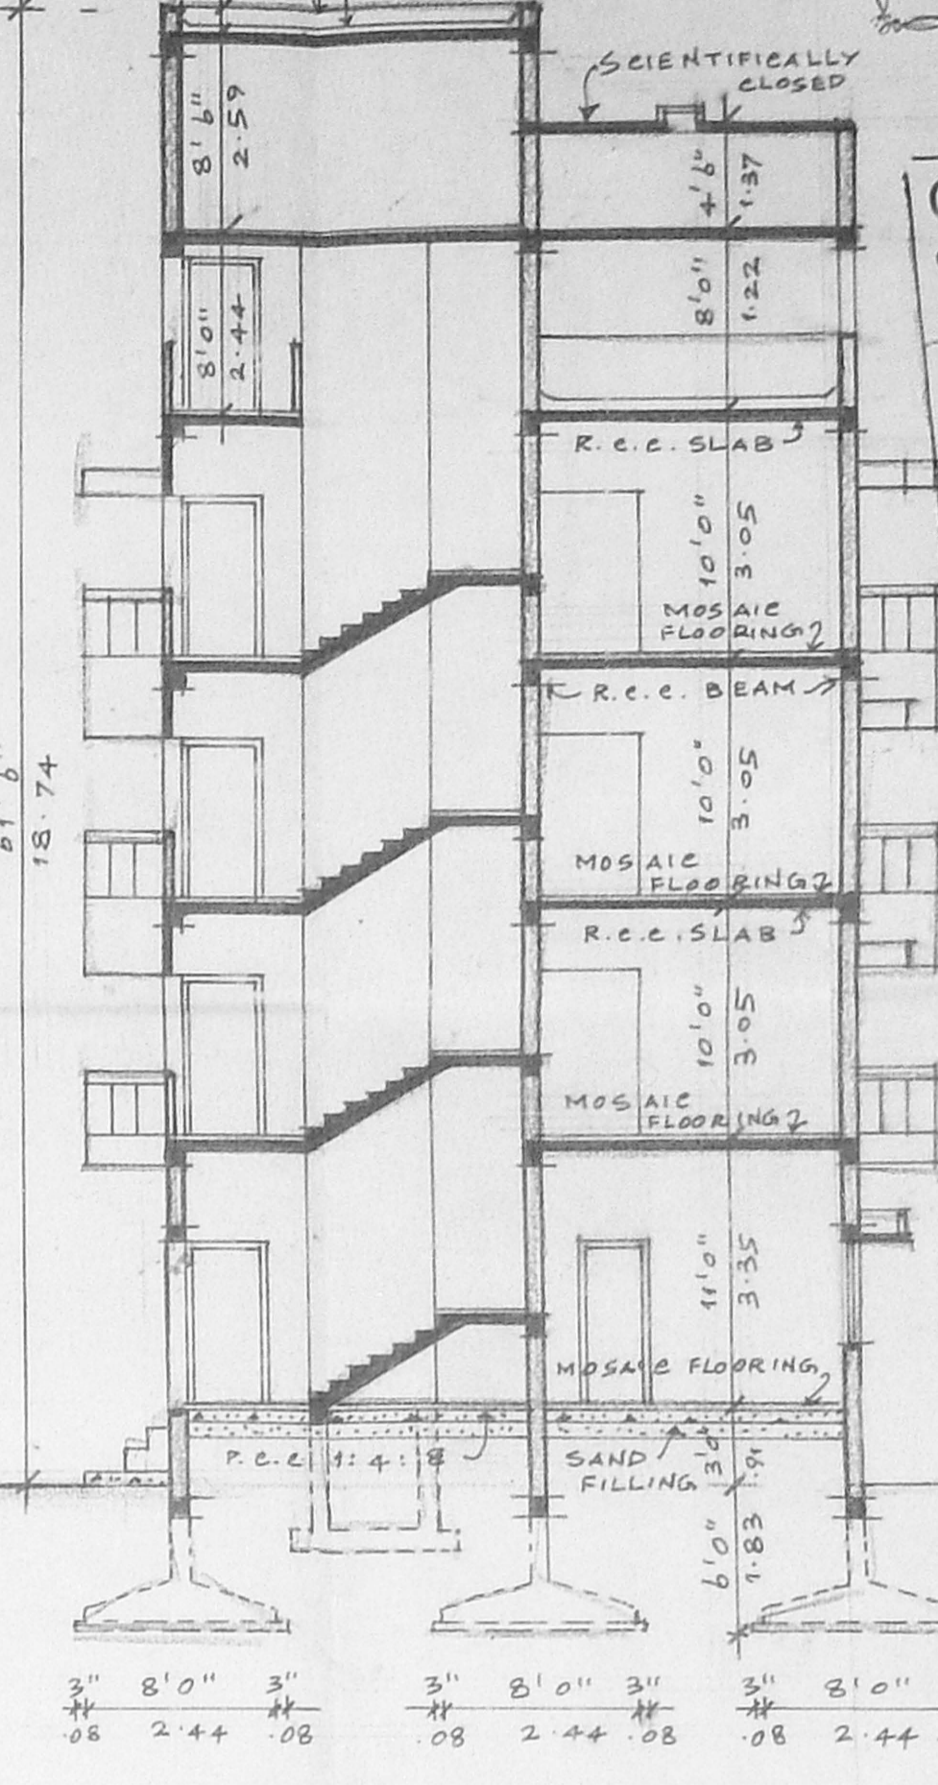 SCIENTIFICALLY
CLOSED
8'6"
2.59
4'6"
1.37
8'0"
1.22
8'0"
2.44
R.C.C. SLAB
10'0"
3.05
MOSAIC
FLOORING
R.C.C. BEAM
18.74
10'0"
3.05
MOSAIC
FLOORING
R.C.C. SLAB
10'0"
3.05
MOSAIC
FLOORING
11'0"
3.35
MOSAIC FLOORING
P.C.C 1:4:8
SAND
FILLING
3'0"
.91
6'0"
1.83
3" 8'0" 3" 3" 8'0" 3" 3" 8'0"
.08 2.44 .08 .08 2.44 .08 .08 2.44